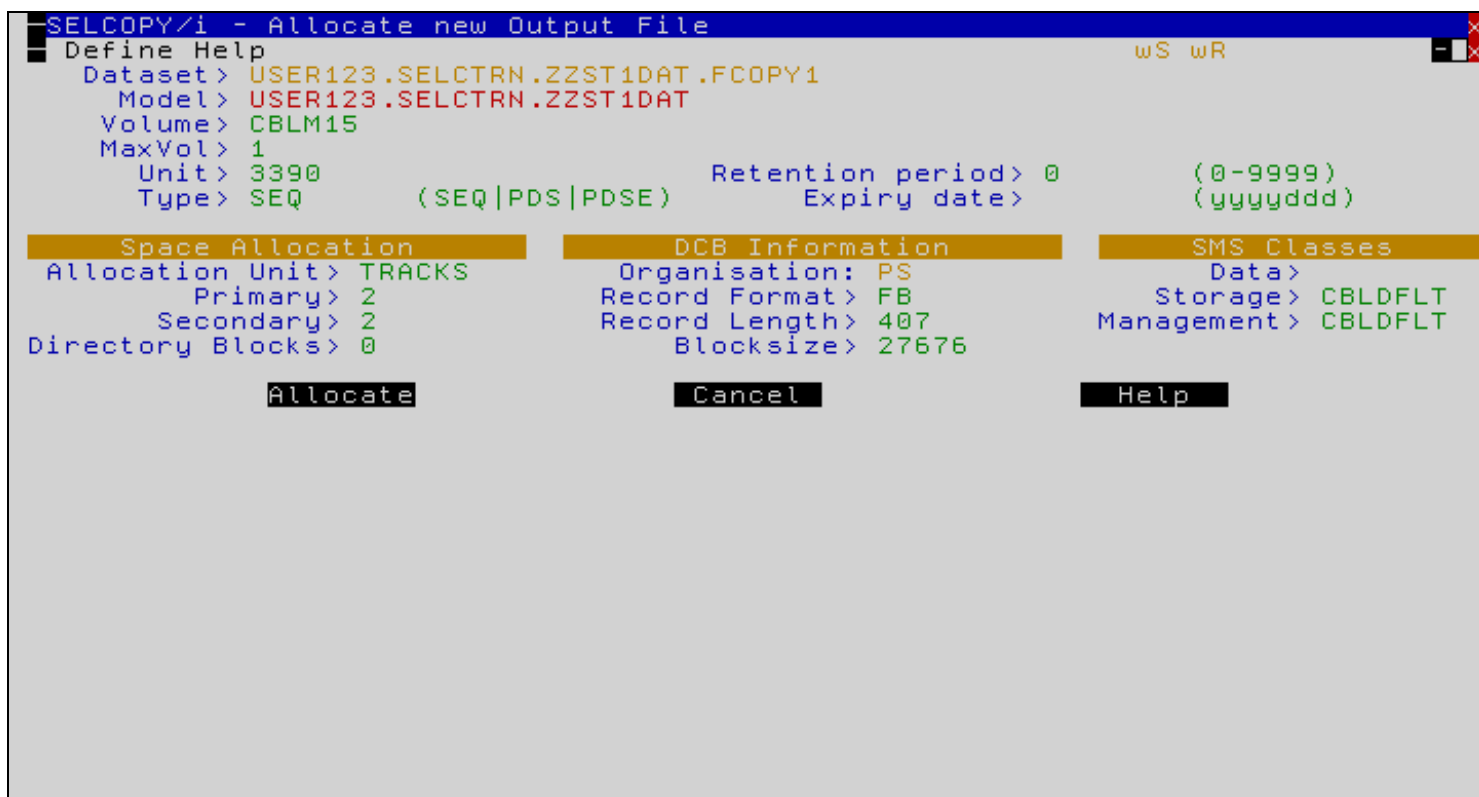 SELCOPY/i - Allocate new Output File
Define Help wS wR
Dataset> USER123.SELCTRN.ZZST1DAT.FCOPY1
Model> USER123.SELCTRN.ZZST1DAT
Volume> CBLM15
MaxVol> 1
Unit> 3390 Retention period> 0 (0-9999)
Type> SEQ (SEQ|PDS|PDSE) Expiry date> (yyyyddd)
Space Allocation DCB Information SMS Classes
Allocation Unit> TRACKS Organisation: PS Data>
Primary> 2 Record Format> FB Storage> CBLDFLT
Secondary> 2 Record Length> 407 Management> CBLDFLT
Directory Blocks> 0 Blocksize> 27676
Allocate Cancel Help